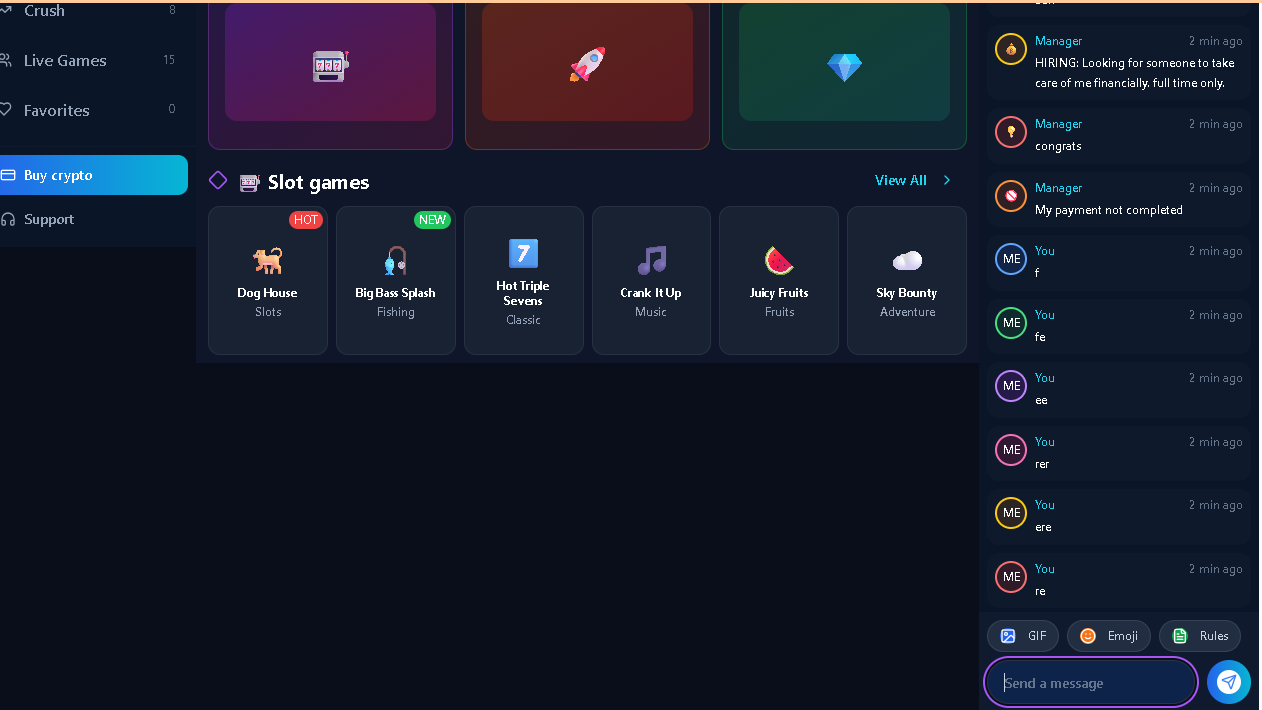 Crush
8
Live Games
15
Favorites
0
Buy crypto
Support
777
Slot games
View All
HOT
Dog House
Slots
NEW
Big Bass Splash
Fishing
7
Hot Triple
Sevens
Classic
Crank It Up
Music
Juicy Fruits
Fruits
Sky Bounty
Adventure
Manager
2 min ago
HIRING: Looking for someone to take
care of me financially. full time only.
Manager
2 min ago
congrats
Manager
2 min ago
My payment not completed
ME
You
2 min ago
f
ME
You
2 min ago
fe
ME
You
2 min ago
ee
ME
You
2 min ago
rer
ME
You
2 min ago
ere
ME
You
2 min ago
re
GIF
Emoji
Rules
Send a message